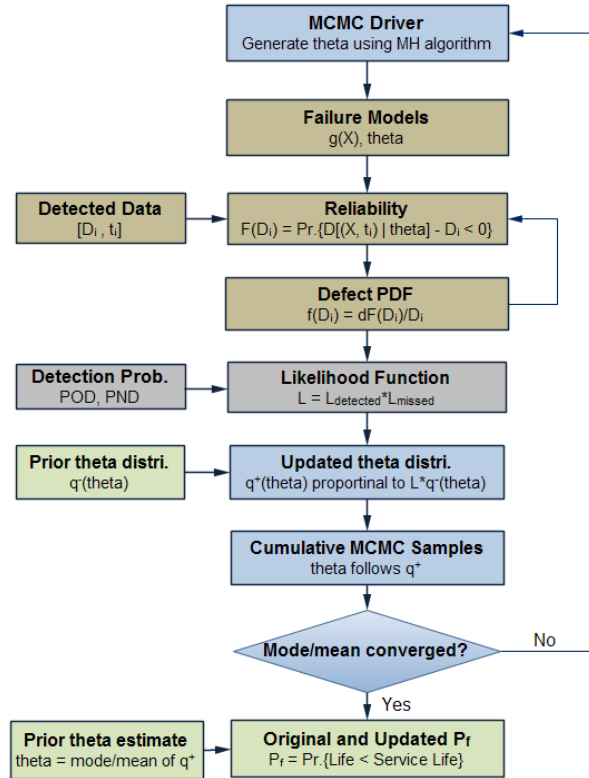 MCMC Driver
Generate theta using MH algorithm
Failure Models
g(X), theta
Detected Data
[Dᵢ , tᵢ]
Reliability
F(Dᵢ) = Pr.{D[(X, tᵢ) | theta] - Dᵢ < 0}
Defect PDF
f(Dᵢ) = dF(Dᵢ)/Dᵢ
Detection Prob.
POD, PND
Likelihood Function
L = Ldetected*Lmissed
Prior theta distri.
q⁻(theta)
Updated theta distri.
q⁺(theta) proportinal to L*q⁻(theta)
Cumulative MCMC Samples
theta follows q⁺
Mode/mean converged?
No
Yes
Prior theta estimate
theta = mode/mean of q⁺
Original and Updated Pf
Pf = Pr.{Life < Service Life}